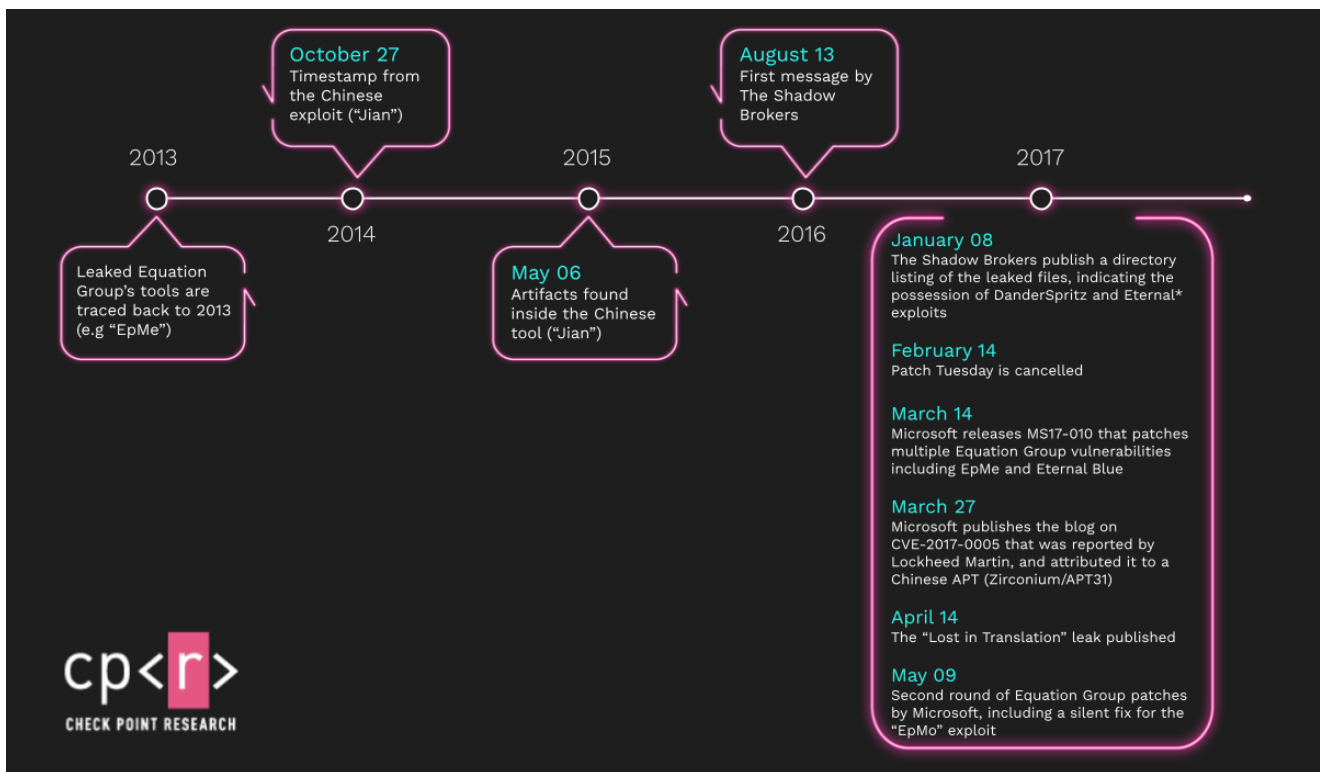 October 27
Timestamp from
the Chinese
exploit (“Jian”)
August 13
First message by
The Shadow
Brokers
2013
2015
2017
2014
2016
Leaked Equation
Group’s tools are
traced back to 2013
(e.g “EpMe”)
May 06
Artifacts found
inside the Chinese
tool (“Jian”)
January 08
The Shadow Brokers publish a directory
listing of the leaked files, indicating the
possession of DanderSpritz and Eternal*
exploits
February 14
Patch Tuesday is cancelled
March 14
Microsoft releases MS17-010 that patches
multiple Equation Group vulnerabilities
including EpMe and Eternal Blue
March 27
Microsoft publishes the blog on
CVE-2017-0005 that was reported by
Lockheed Martin, and attributed it to a
Chinese APT (Zirconium/APT31)
April 14
The “Lost in Translation” leak published
May 09
Second round of Equation Group patches
by Microsoft, including a silent fix for the
“EpMo” exploit
cp<r>
CHECK POINT RESEARCH